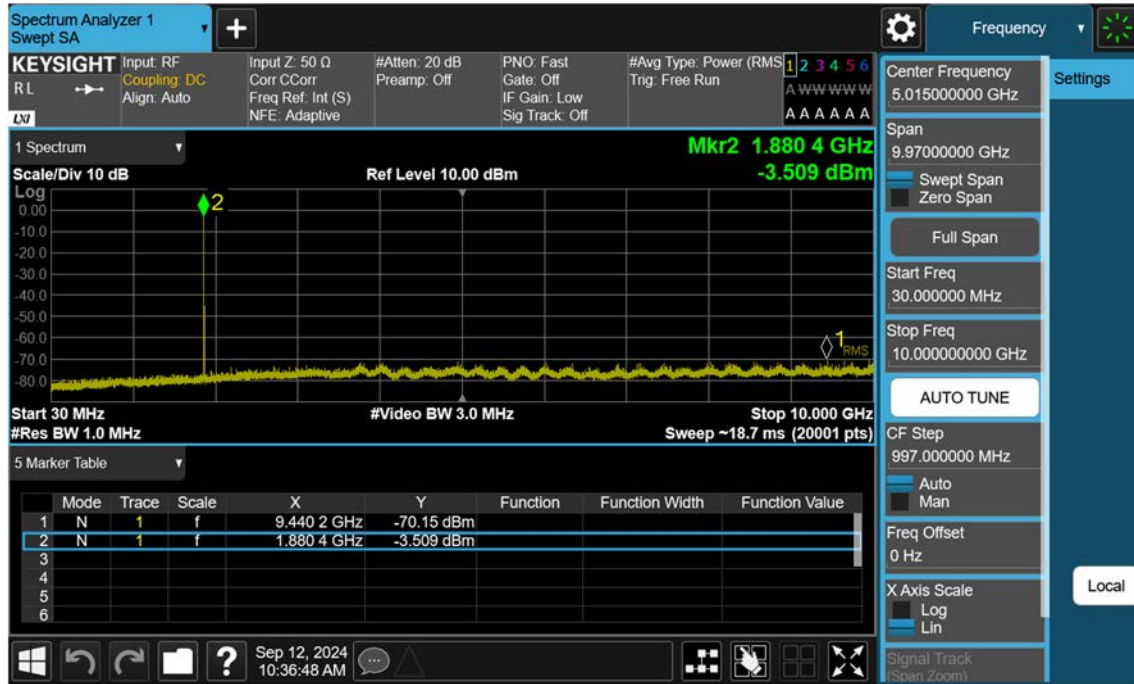 Spectrum Analyzer 1
Swept SA
Frequency
KEYSIGHT
R L
LXI
Input: RF
Coupling: DC
Align: Auto
Input Z: 50 Ω
Corr CCorr
Freq Ref: Int (S)
NFE: Adaptive
#Atten: 20 dB
Preamp: Off
PNO: Fast
Gate: Off
IF Gain: Low
Sig Track: Off
#Avg Type: Power (RMS
Trig: Free Run
1 2 3 4 5 6
A W W W W W
A A A A A A
1 Spectrum
Scale/Div 10 dB
Ref Level 10.00 dBm
Mkr2 1.880 4 GHz
-3.509 dBm
Log
0.00
-10.0
-20.0
-30.0
-40.0
-50.0
-60.0
-70.0
-80.0
2
1
RMS
Start 30 MHz
#Video BW 3.0 MHz
Stop 10.000 GHz
#Res BW 1.0 MHz
Sweep ~18.7 ms (20001 pts)
5 Marker Table
Mode Trace Scale X Y Function Function Width Function Value
1 N 1 f 9.440 2 GHz -70.15 dBm
2 N 1 f 1.880 4 GHz -3.509 dBm
3
4
5
6
Sep 12, 2024
10:36:48 AM
Center Frequency
5.015000000 GHz
Span
9.97000000 GHz
Swept Span
Zero Span
Full Span
Start Freq
30.000000 MHz
Stop Freq
10.000000000 GHz
AUTO TUNE
CF Step
997.000000 MHz
Auto
Man
Freq Offset
0 Hz
X Axis Scale
Log
Lin
Signal Track
(Span Zoom)
Settings
Local